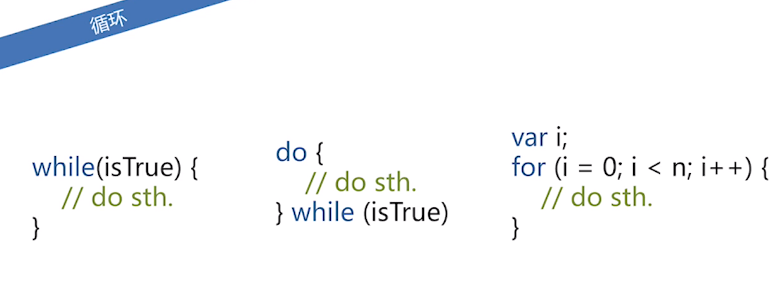 循环
while(isTrue) {
// do sth.
}
do {
// do sth.
} while (isTrue)
var i;
for (i = 0; i < n; i++) {
// do sth.
}